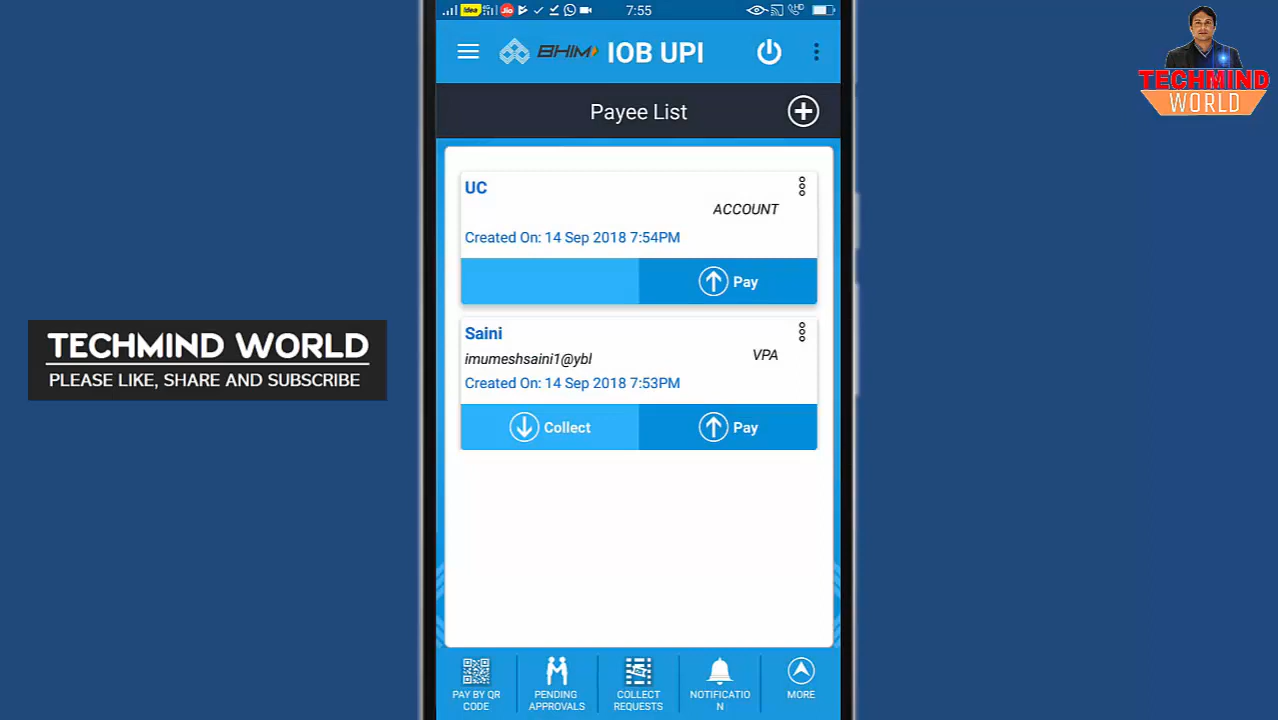 Idea
Jio
7:55
BHIM IOB UPI
Payee List
UC
ACCOUNT
Created On: 14 Sep 2018 7:54PM
Pay
Saini
imumeshsaini1@ybl
VPA
Created On: 14 Sep 2018 7:53PM
Collect
Pay
PAY BY QR
CODE
PENDING
APPROVALS
COLLECT
REQUESTS
NOTIFICATIO
N
MORE
TECHMIND WORLD
PLEASE LIKE, SHARE AND SUBSCRIBE
TECHMIND
WORLD